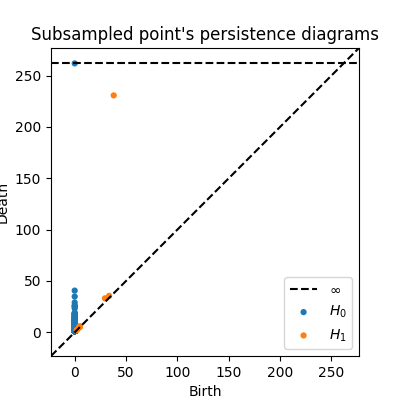 Subsampled point's persistence diagrams
250
200
150
100
50
0
Death
0 50 100 150 200 250
Birth
∞
H₀
H₁